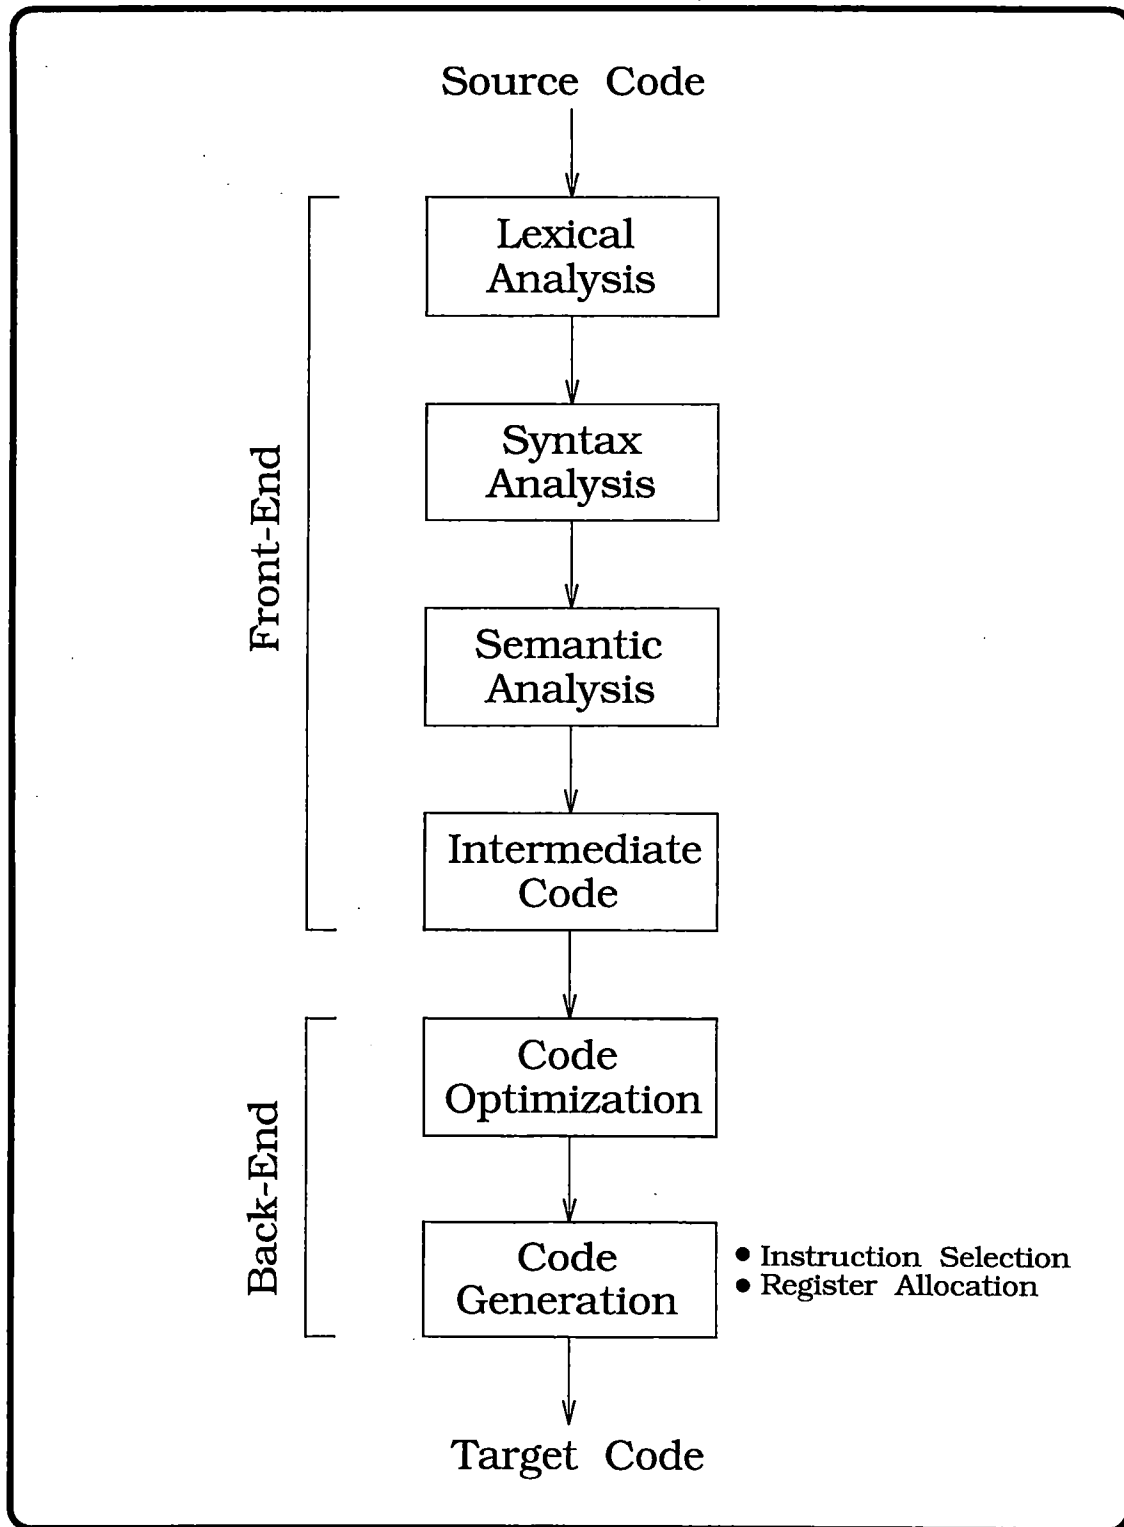 Source Code
Lexical
Analysis
Syntax
Analysis
Front-End
Semantic
Analysis
Intermediate
Code
Code
Optimization
Back-End
Code
Generation
• Instruction Selection
• Register Allocation
Target Code